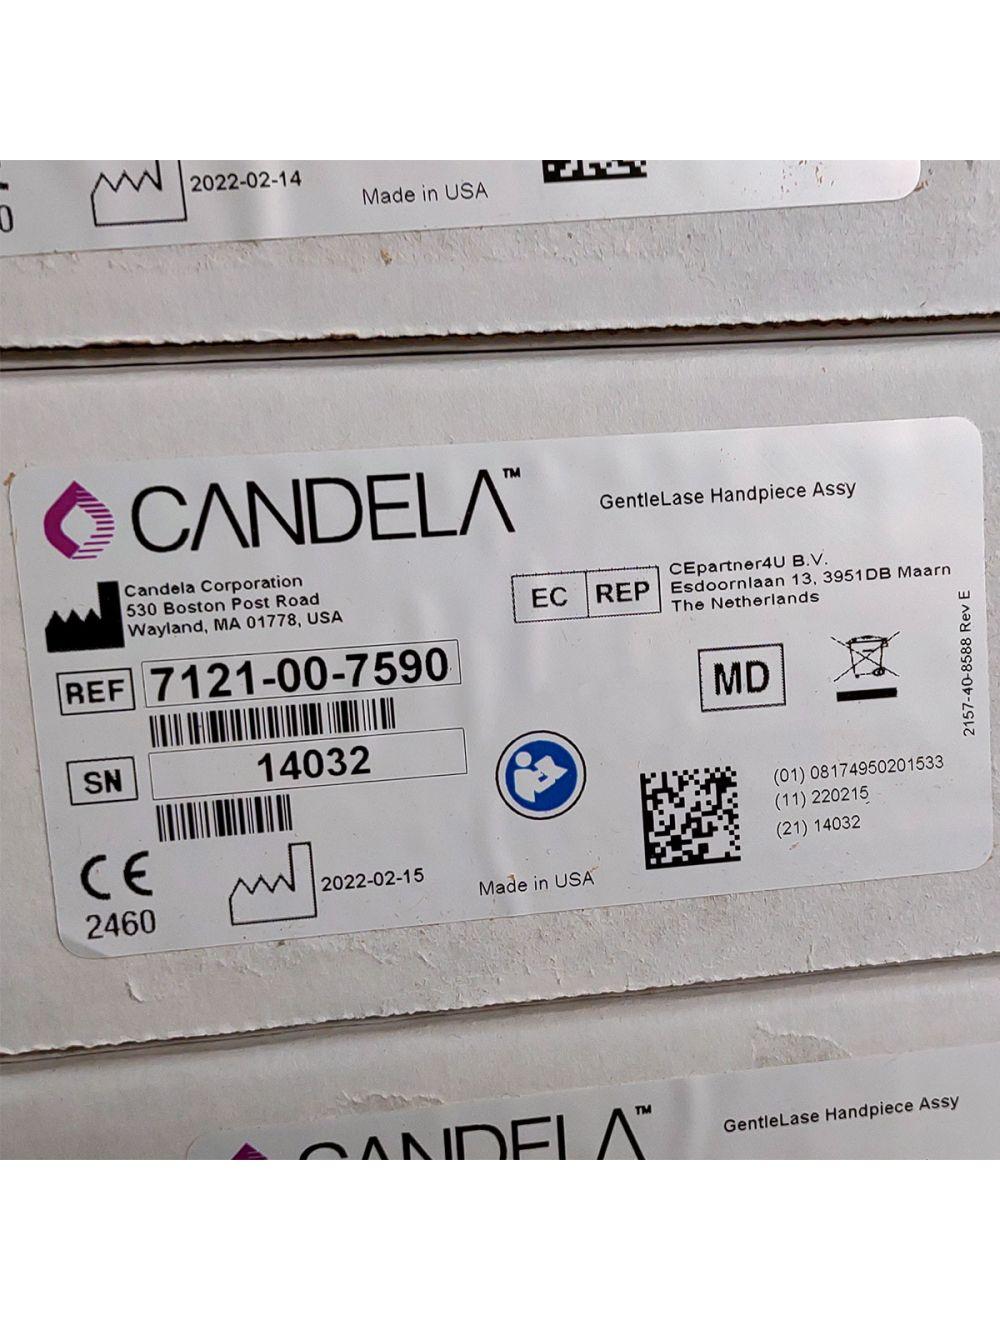 0
2022-02-14
Made in USA
CANDELA™
GentleLase Handpiece Assy
Candela Corporation
530 Boston Post Road
Wayland, MA 01778, USA
EC REP
CEpartner4U B.V.
Esdoornlaan 13, 3951DB Maarn
The Netherlands
REF 7121-00-7590
MD
2157-40-8588 Rev E
SN 14032
(01) 08174950201533
(11) 220215
(21) 14032
CE
2460
2022-02-15
Made in USA
CANDELA™
GentleLase Handpiece Assy